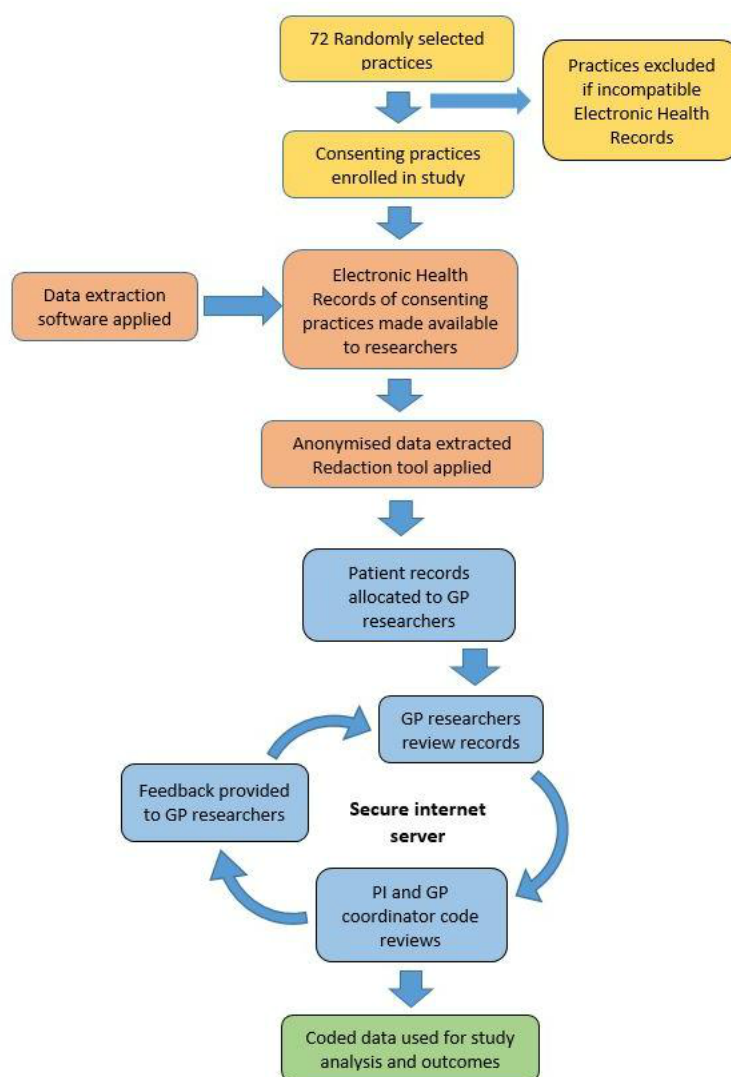 72 Randomly selected
practices
Practices excluded
if incompatible
Electronic Health
Records
Consenting practices
enrolled in study
Data extraction
software applied
Electronic Health
Records of consenting
practices made available
to researchers
Anonymised data extracted
Redaction tool applied
Patient records
allocated to GP
researchers
GP researchers
review records
Feedback provided
to GP researchers
Secure internet
server
PI and GP
coordinator code
reviews
Coded data used for study
analysis and outcomes